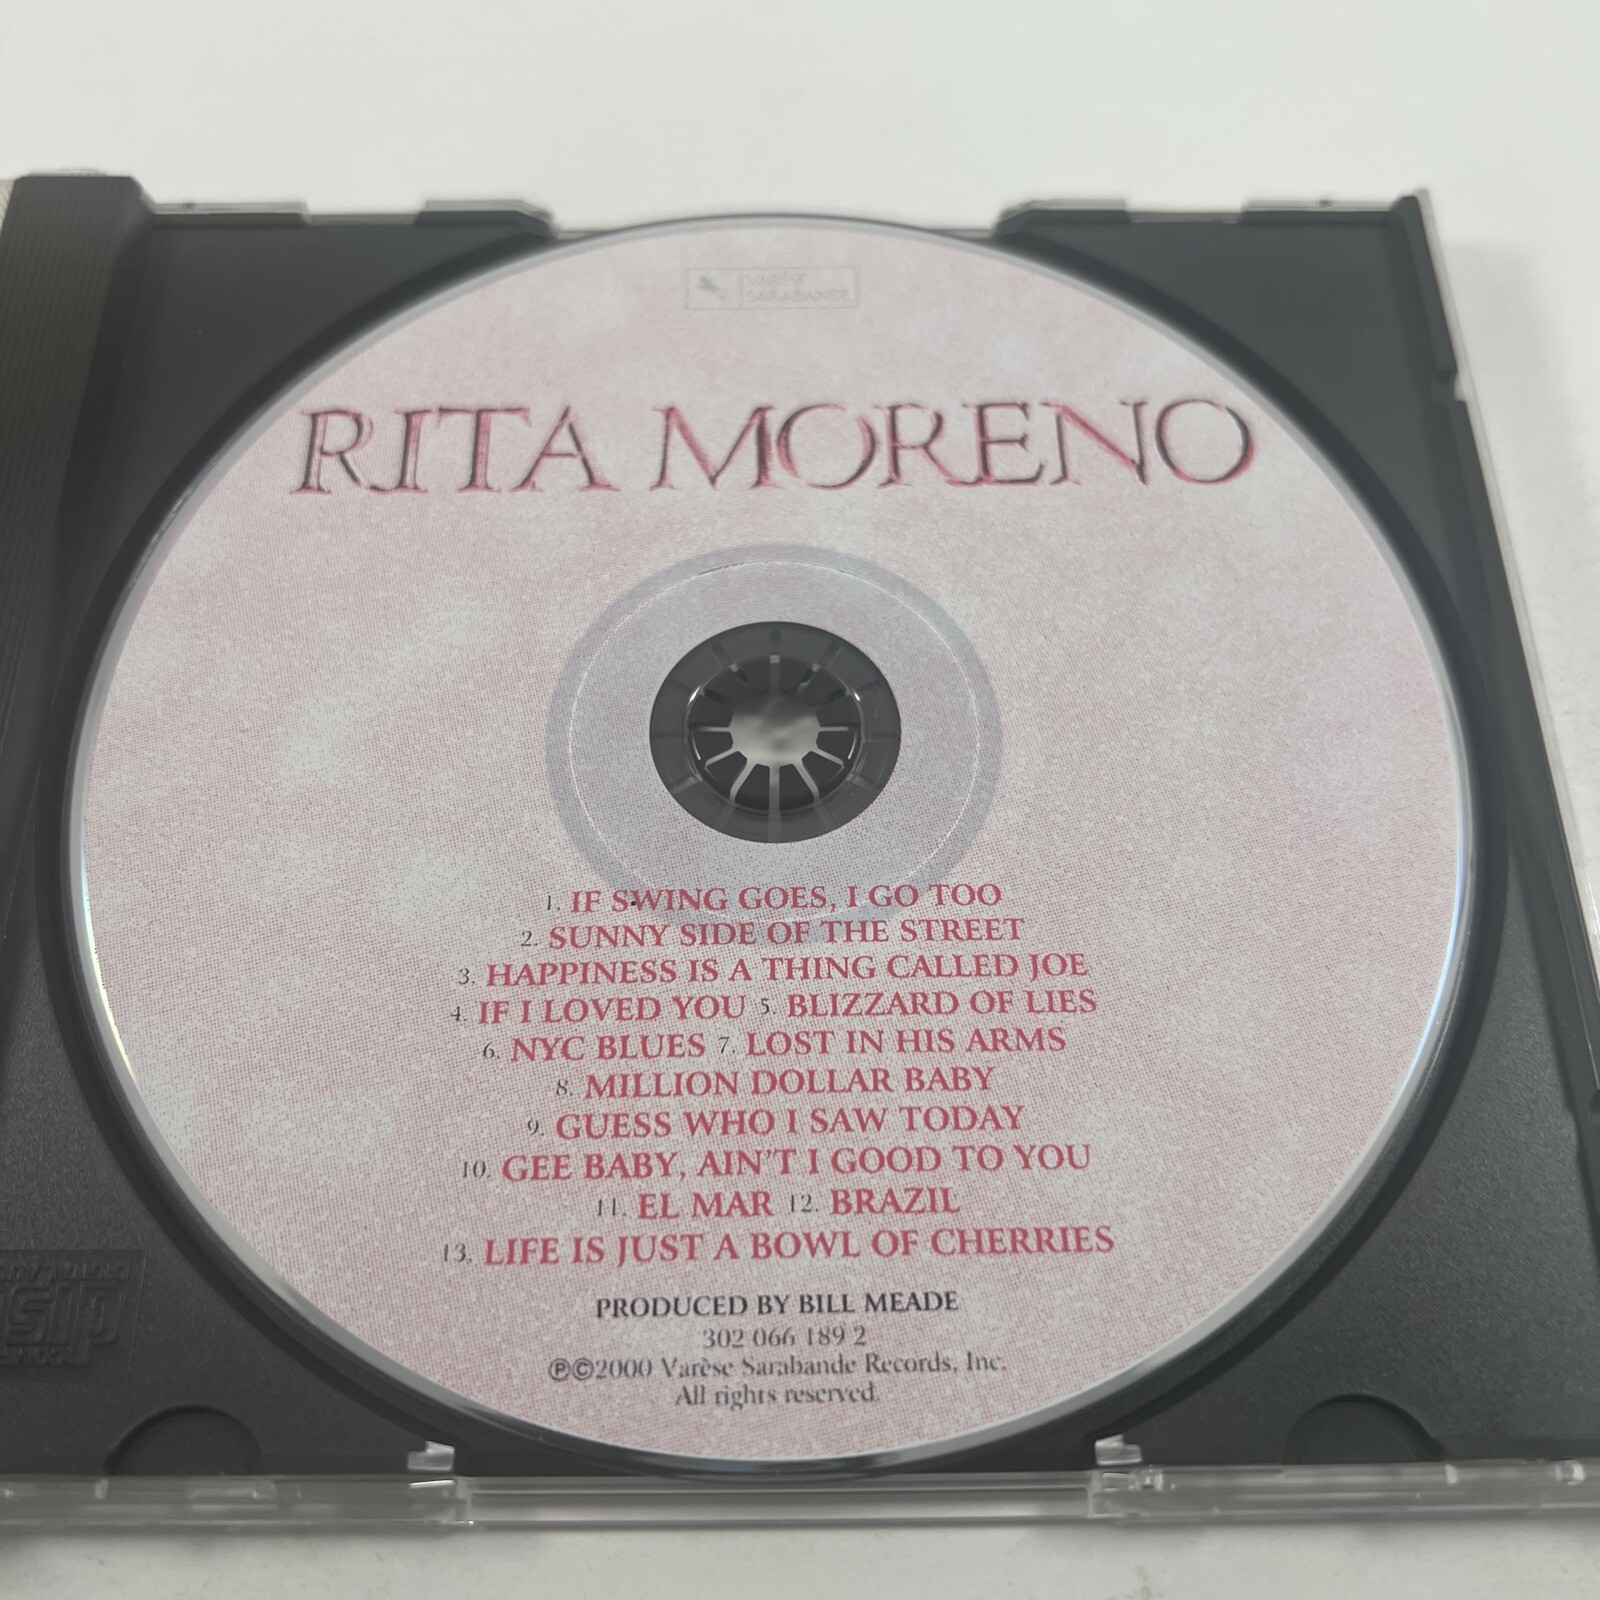 VARÈSE
SARABANDE
RITA MORENO
1. IF SWING GOES, I GO TOO
2. SUNNY SIDE OF THE STREET
3. HAPPINESS IS A THING CALLED JOE
4. IF I LOVED YOU 5. BLIZZARD OF LIES
6. NYC BLUES 7. LOST IN HIS ARMS
8. MILLION DOLLAR BABY
9. GUESS WHO I SAW TODAY
10. GEE BABY, AIN'T I GOOD TO YOU
11. EL MAR 12. BRAZIL
13. LIFE IS JUST A BOWL OF CHERRIES
PRODUCED BY BILL MEADE
302 066 189 2
℗©2000 Varèse Sarabande Records, Inc.
All rights reserved.